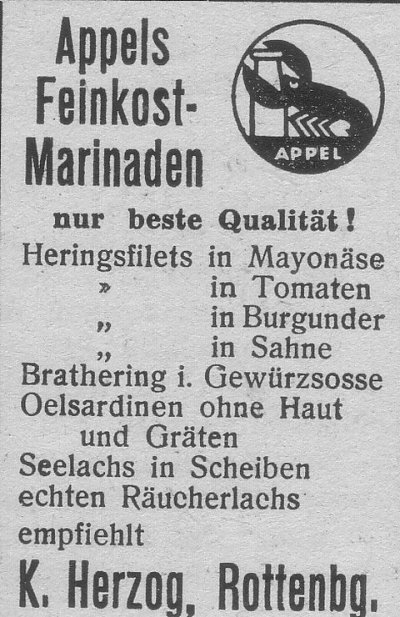 Appels
Feinkost-
Marinaden
APPEL
nur beste Qualität!
Heringsfilets in Mayonäse
» in Tomaten
„ in Burgunder
„ in Sahne
Brathering i. Gewürzsosse
Oelsardinen ohne Haut
und Gräten
Seelachs in Scheiben
echten Räucherlachs
empfiehlt
K. Herzog, Rottenbg.